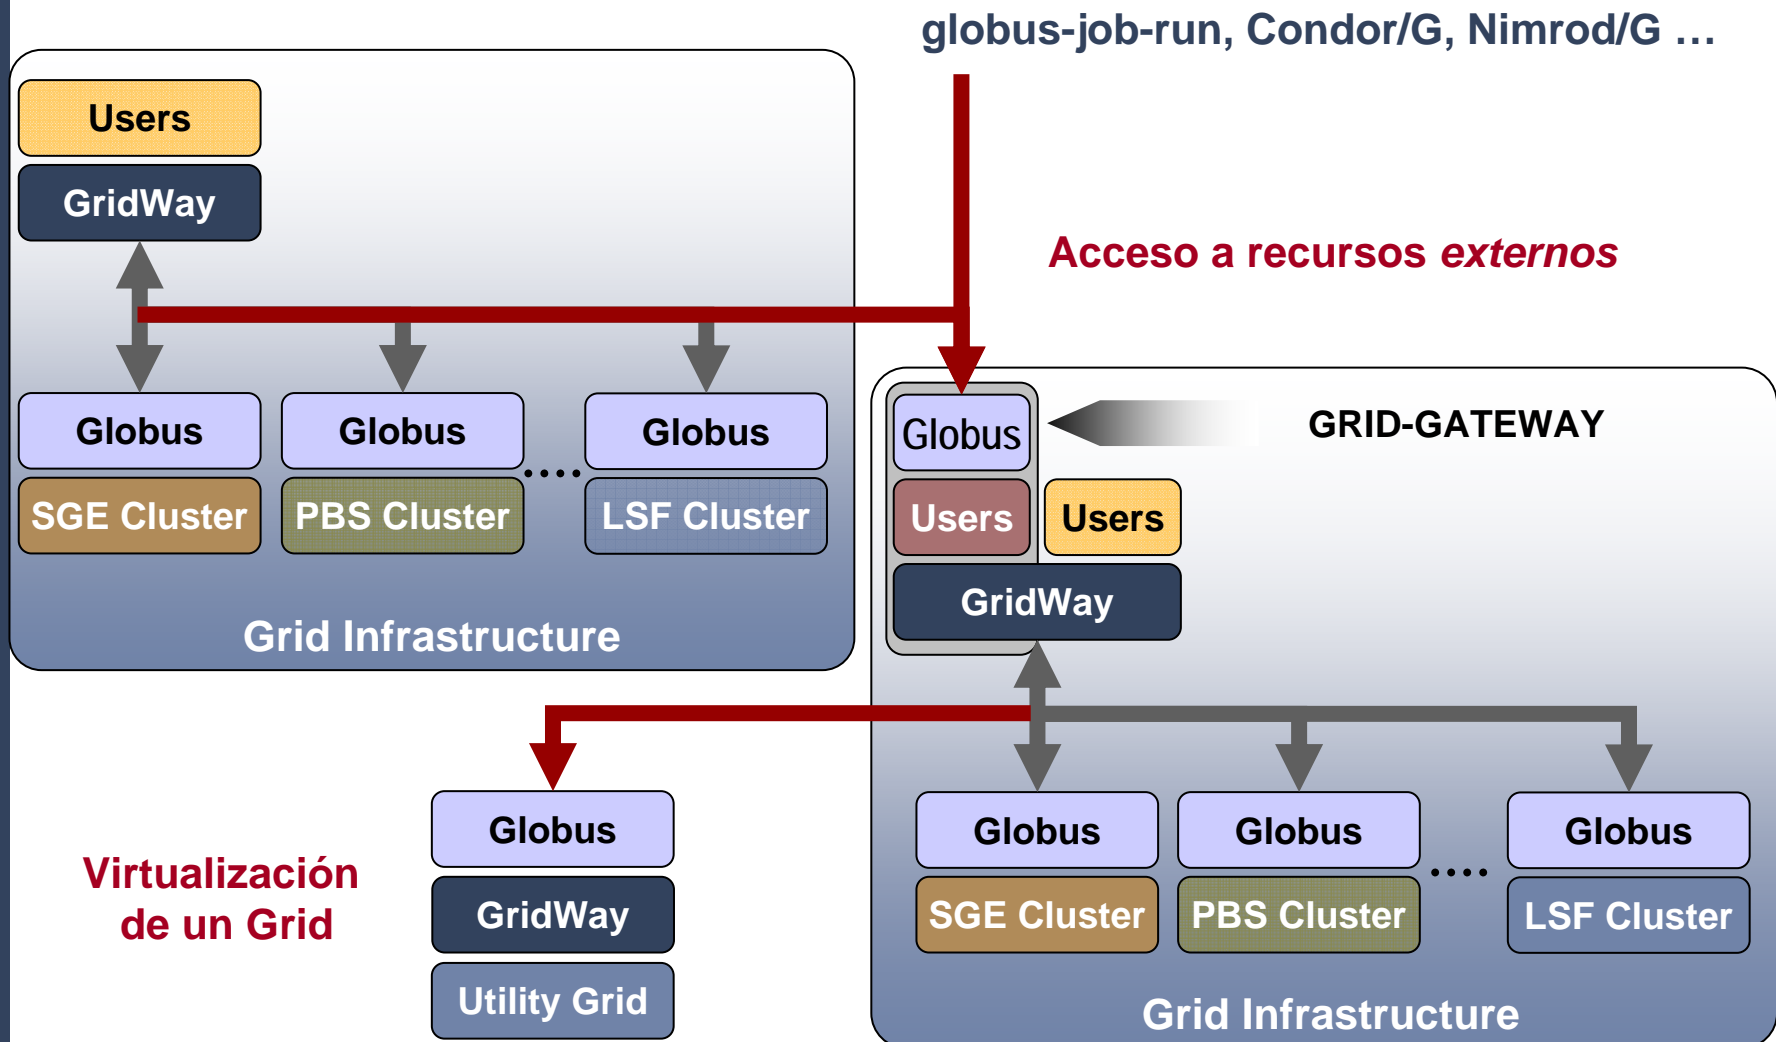 globus-job-run, Condor/G, Nimrod/G …
Users
GridWay
Acceso a recursos externos
Globus
Globus
Globus
SGE Cluster
PBS Cluster
....
LSF Cluster
Grid Infrastructure
Globus
GRID-GATEWAY
Users
Users
GridWay
Virtualización
de un Grid
Globus
GridWay
Utility Grid
Globus
Globus
Globus
SGE Cluster
PBS Cluster
....
LSF Cluster
Grid Infrastructure